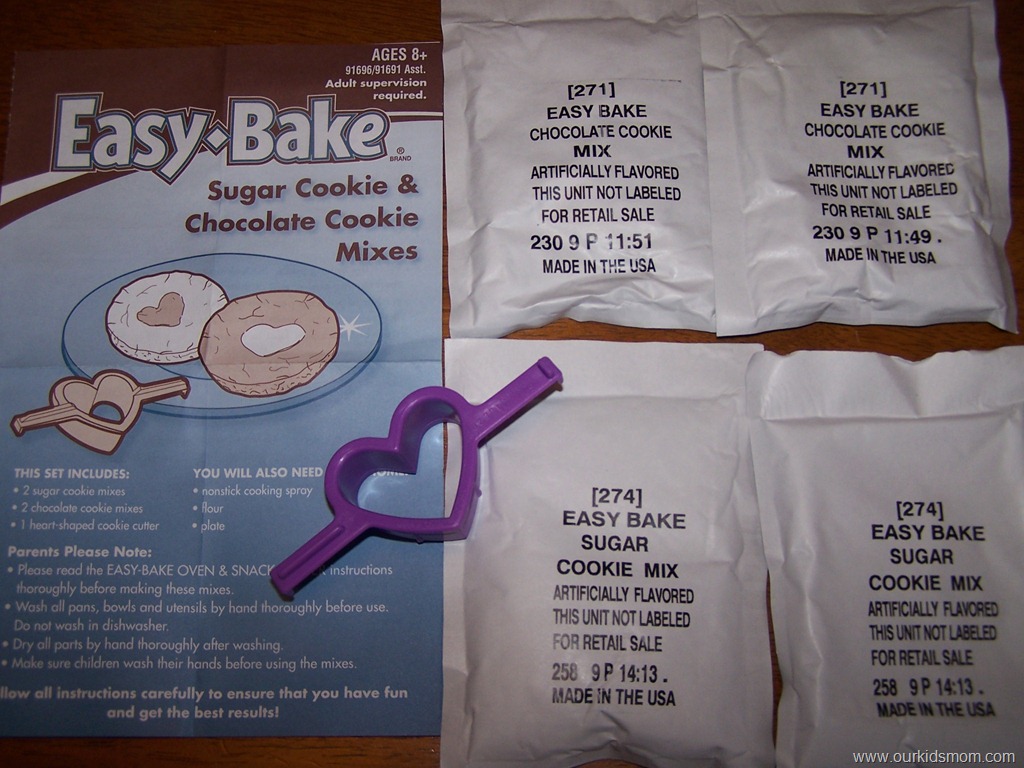 AGES 8+
91696/91691 Asst.
Adult supervision
required.
Easy·Bake®
BRAND
Sugar Cookie &
Chocolate Cookie
Mixes
THIS SET INCLUDES:
• 2 sugar cookie mixes
• 2 chocolate cookie mixes
• 1 heart-shaped cookie cutter
YOU WILL ALSO NEED
• nonstick cooking spray
• flour
• plate
Parents Please Note:
• Please read the EASY-BAKE OVEN & SNACK instructions
thoroughly before making these mixes.
• Wash all pans, bowls and utensils by hand thoroughly before use.
Do not wash in dishwasher.
• Dry all parts by hand thoroughly after washing.
• Make sure children wash their hands before using the mixes.
llow all instructions carefully to ensure that you have fun
and get the best results!
[271]
EASY BAKE
CHOCOLATE COOKIE
MIX
ARTIFICIALLY FLAVORED
THIS UNIT NOT LABELED
FOR RETAIL SALE
230 9 P 11:51
MADE IN THE USA
[271]
EASY BAKE
CHOCOLATE COOKIE
MIX
ARTIFICIALLY FLAVORED
THIS UNIT NOT LABELED
FOR RETAIL SALE
230 9 P 11:49 .
MADE IN THE USA
[274]
EASY BAKE
SUGAR
COOKIE MIX
ARTIFICIALLY FLAVORED
THIS UNIT NOT LABELED
FOR RETAIL SALE
258 9 P 14:13 .
MADE IN THE USA
[274]
EASY BAKE
SUGAR
COOKIE MIX
ARTIFICIALLY FLAVORED
THIS UNIT NOT LABELED
FOR RETAIL SALE
258 9 P 14:13 .
MADE IN THE USA
www.ourkidsmom.com